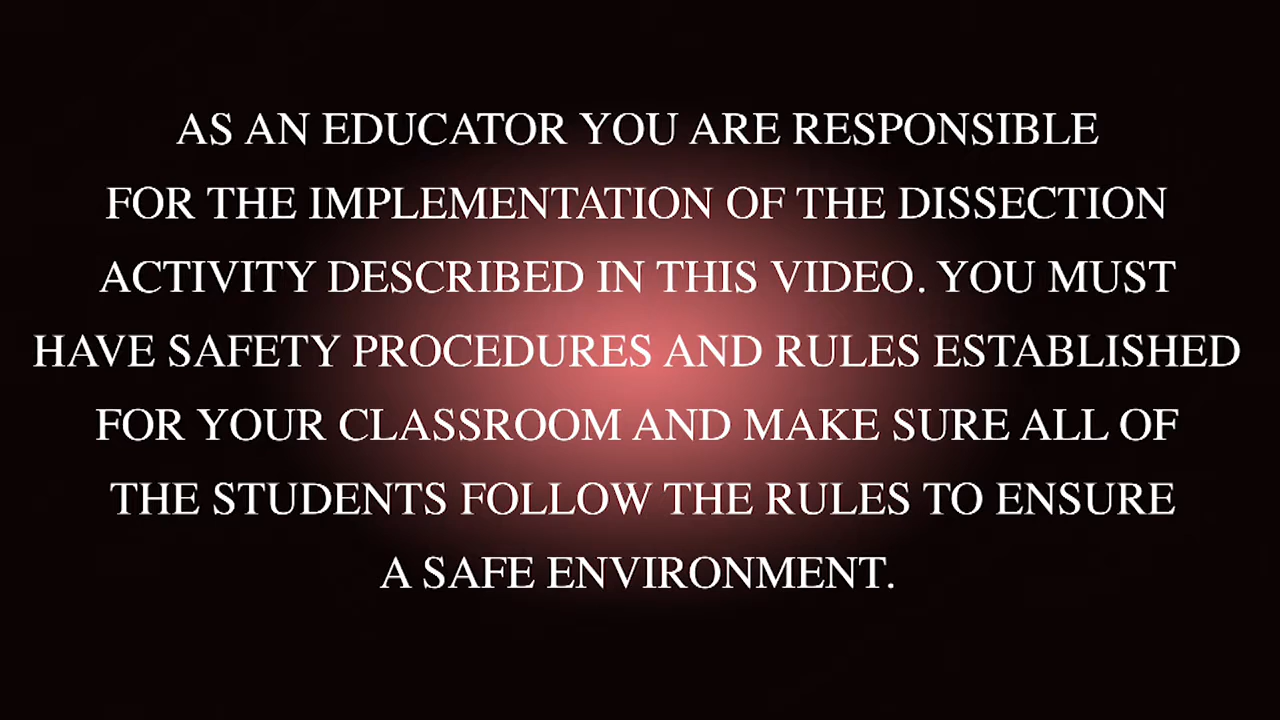 AS AN EDUCATOR YOU ARE RESPONSIBLE
FOR THE IMPLEMENTATION OF THE DISSECTION
ACTIVITY DESCRIBED IN THIS VIDEO. YOU MUST
HAVE SAFETY PROCEDURES AND RULES ESTABLISHED
FOR YOUR CLASSROOM AND MAKE SURE ALL OF
THE STUDENTS FOLLOW THE RULES TO ENSURE
A SAFE ENVIRONMENT.